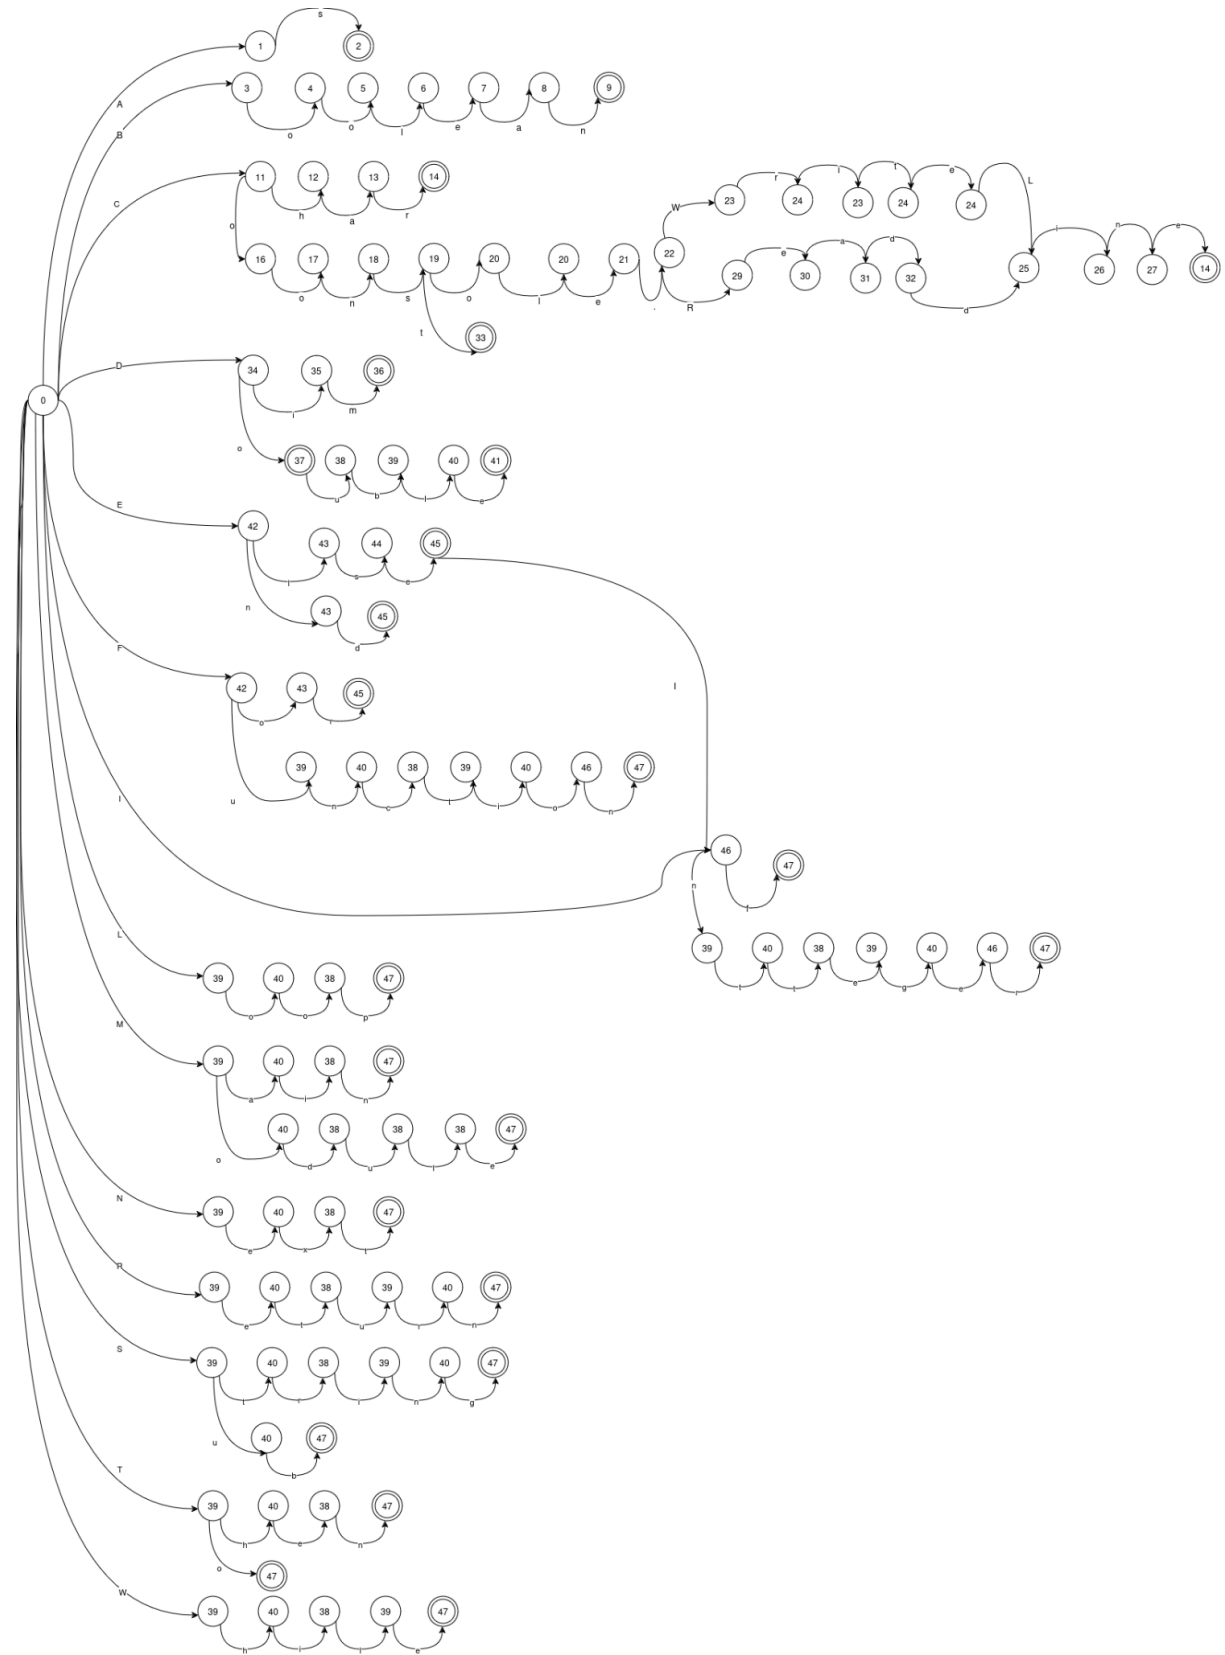 s
1 2
A
3 4 5 6 7 8 9
B
o o l e a n
11 12 13 14
C
h a r
o
W 23 r 24 i 23 t 24 e 24 L
16 17 18 19 20 20 21 22
o n s o l e .
R 29 e 30 a 31 d 32 d
25 i 26 n 27 e 14
t 33
D
34 35 36
i m
o
37 38 39 40 41
u b l e
0
E
42 43 44 45
i s e
n 43 45
d
l
F
42 43 45
o r
u
39 40 38 39 40 46 47
n c t i o n
I
46 47
f
n
39 40 38 39 40 46 47
t t e g e r
L
39 40 38 47
o o p
M
39 40 38 47
a i n
o
40 38 38 38 47
d u l e
N
39 40 38 47
e x t
R
39 40 38 39 40 47
e t u r n
S
39 40 38 39 40 47
t r i n g
u
40 47
b
T
39 40 38 47
h e n
o 47
W
39 40 38 39 47
h i l e